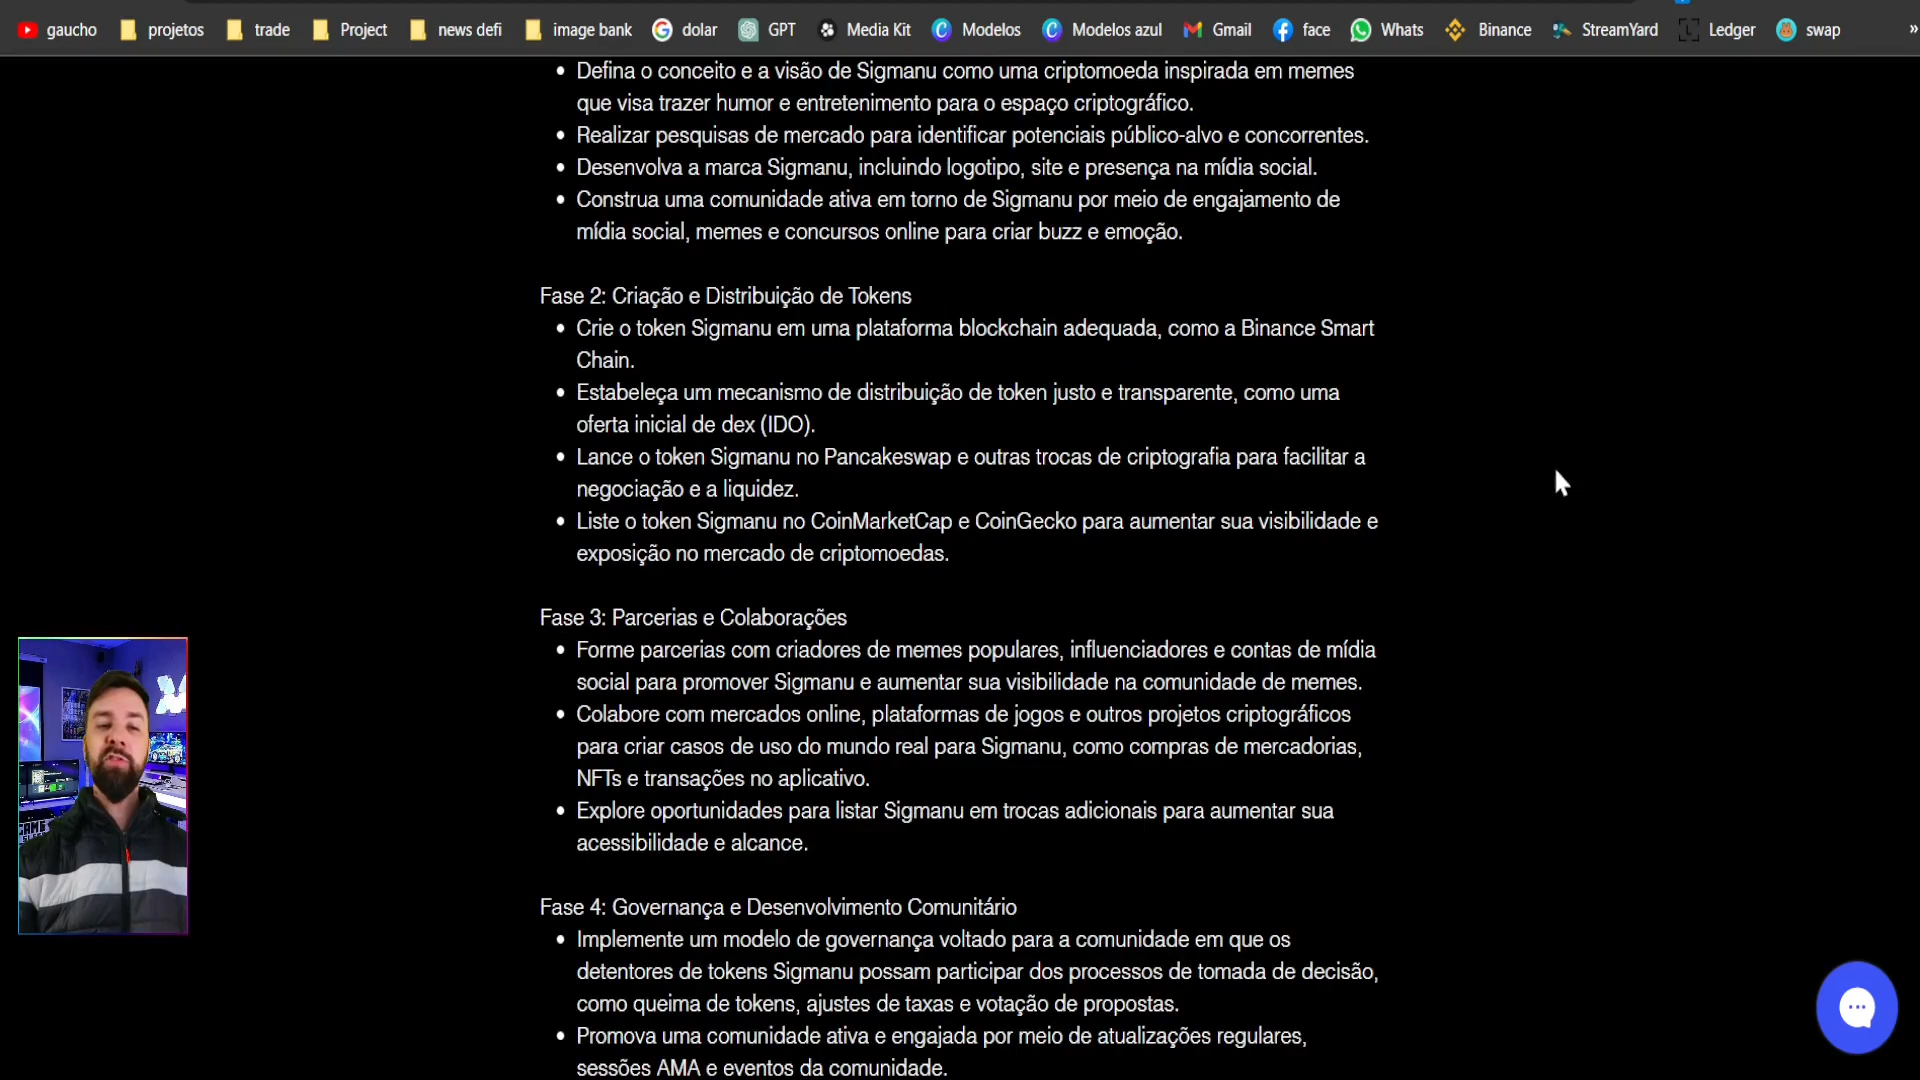 gaucho projetos trade Project news defi image bank dolar GPT Media Kit Modelos Modelos azul Gmail face Whats Binance StreamYard Ledger swap »
• Defina o conceito e a visão de Sigmanu como uma criptomoeda inspirada em memes
que visa trazer humor e entretenimento para o espaço criptográfico.
• Realizar pesquisas de mercado para identificar potenciais público-alvo e concorrentes.
• Desenvolva a marca Sigmanu, incluindo logotipo, site e presença na mídia social.
• Construa uma comunidade ativa em torno de Sigmanu por meio de engajamento de
mídia social, memes e concursos online para criar buzz e emoção.
Fase 2: Criação e Distribuição de Tokens
• Crie o token Sigmanu em uma plataforma blockchain adequada, como a Binance Smart
Chain.
• Estabeleça um mecanismo de distribuição de token justo e transparente, como uma
oferta inicial de dex (IDO).
• Lance o token Sigmanu no Pancakeswap e outras trocas de criptografia para facilitar a
negociação e a liquidez.
• Liste o token Sigmanu no CoinMarketCap e CoinGecko para aumentar sua visibilidade e
exposição no mercado de criptomoedas.
Fase 3: Parcerias e Colaborações
• Forme parcerias com criadores de memes populares, influenciadores e contas de mídia
social para promover Sigmanu e aumentar sua visibilidade na comunidade de memes.
• Colabore com mercados online, plataformas de jogos e outros projetos criptográficos
para criar casos de uso do mundo real para Sigmanu, como compras de mercadorias,
NFTs e transações no aplicativo.
• Explore oportunidades para listar Sigmanu em trocas adicionais para aumentar sua
acessibilidade e alcance.
Fase 4: Governança e Desenvolvimento Comunitário
• Implemente um modelo de governança voltado para a comunidade em que os
detentores de tokens Sigmanu possam participar dos processos de tomada de decisão,
como queima de tokens, ajustes de taxas e votação de propostas.
• Promova uma comunidade ativa e engajada por meio de atualizações regulares,
sessões AMA e eventos da comunidade.